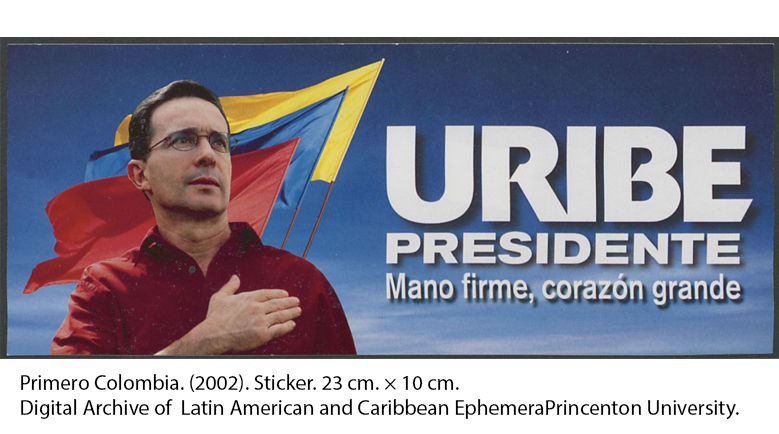 URIBE
PRESIDENTE
Mano firme, corazón grande
Primero Colombia. (2002). Sticker. 23 cm. × 10 cm.
Digital Archive of Latin American and Caribbean EphemeraPrincenton University.